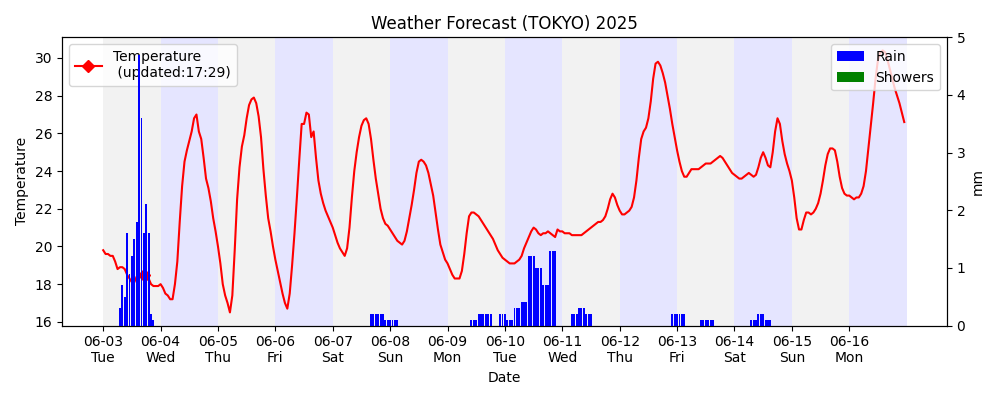 Weather Forecast (TOKYO) 2025
Temperature
(updated:17:29)
Rain
Showers
30
28
26
24
22
20
18
16
Temperature
5
4
3
2
1
0
mm
06-03 06-04 06-05 06-06 06-07 06-08 06-09 06-10 06-11 06-12 06-13 06-14 06-15 06-16
Tue Wed Thu Fri Sat Sun Mon Tue Wed Thu Fri Sat Sun Mon
Date